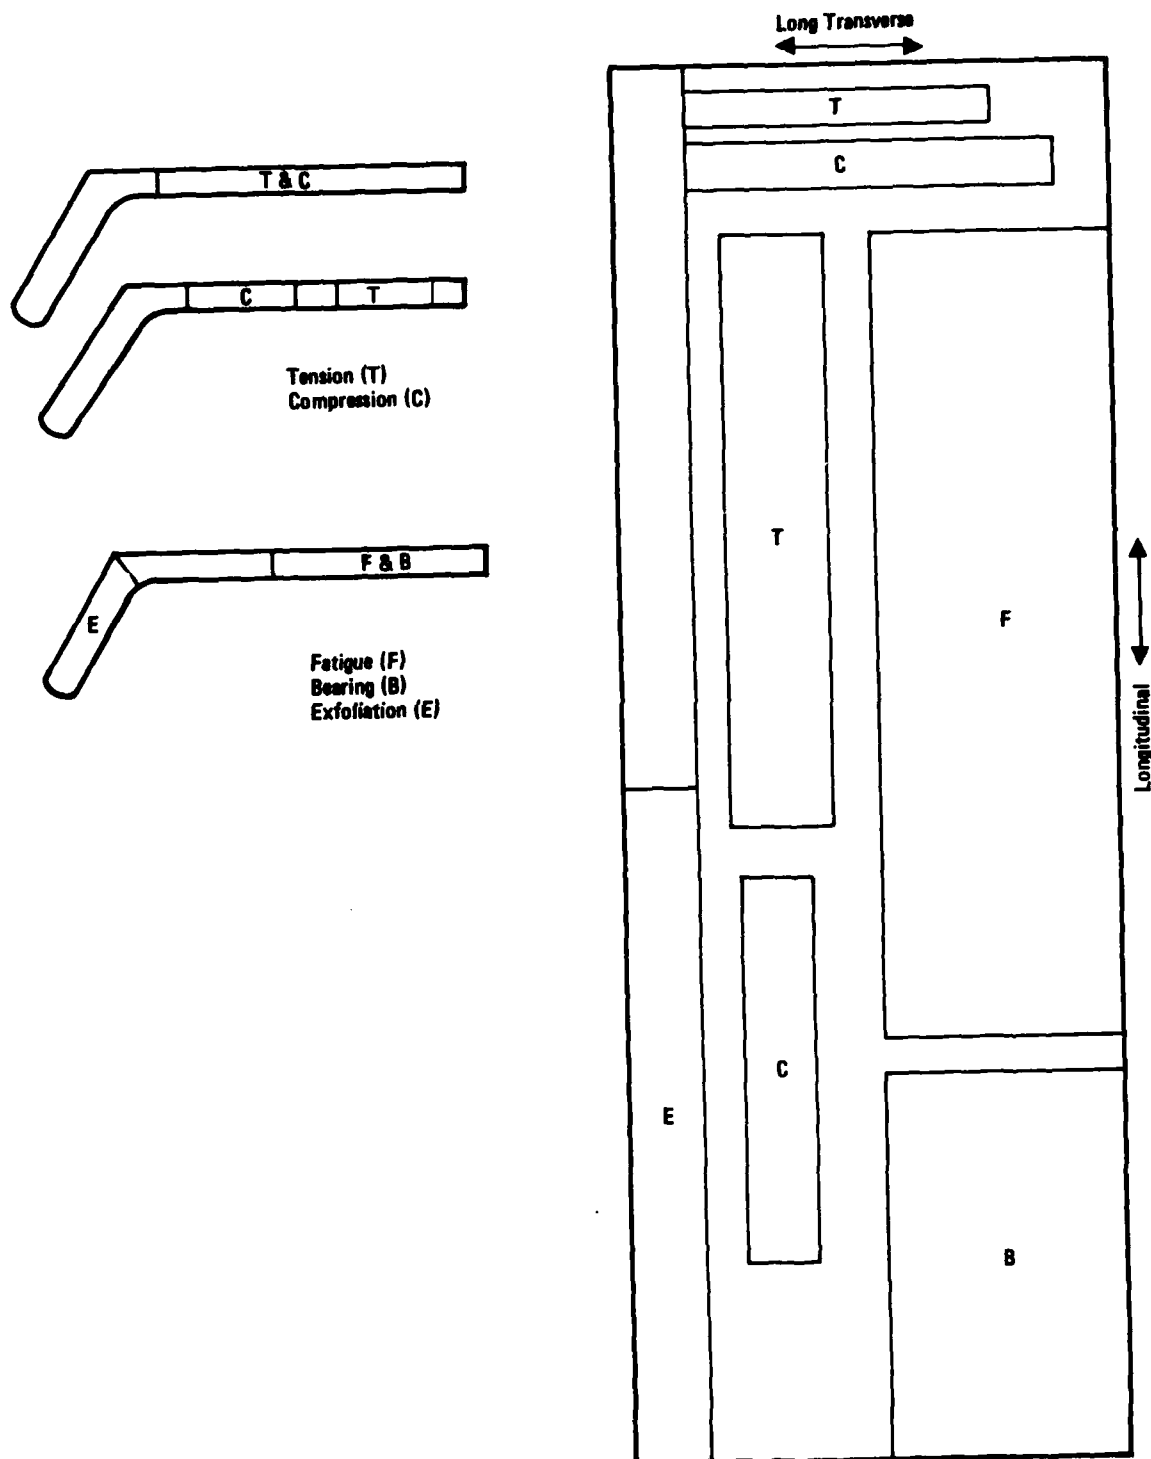 Long Transverse
T
C
T & C
C T
Tension (T)
Compression (C)
T
F
F & B
E
Fatigue (F)
Bearing (B)
Exfoliation (E)
Longitudinal
C
E
B